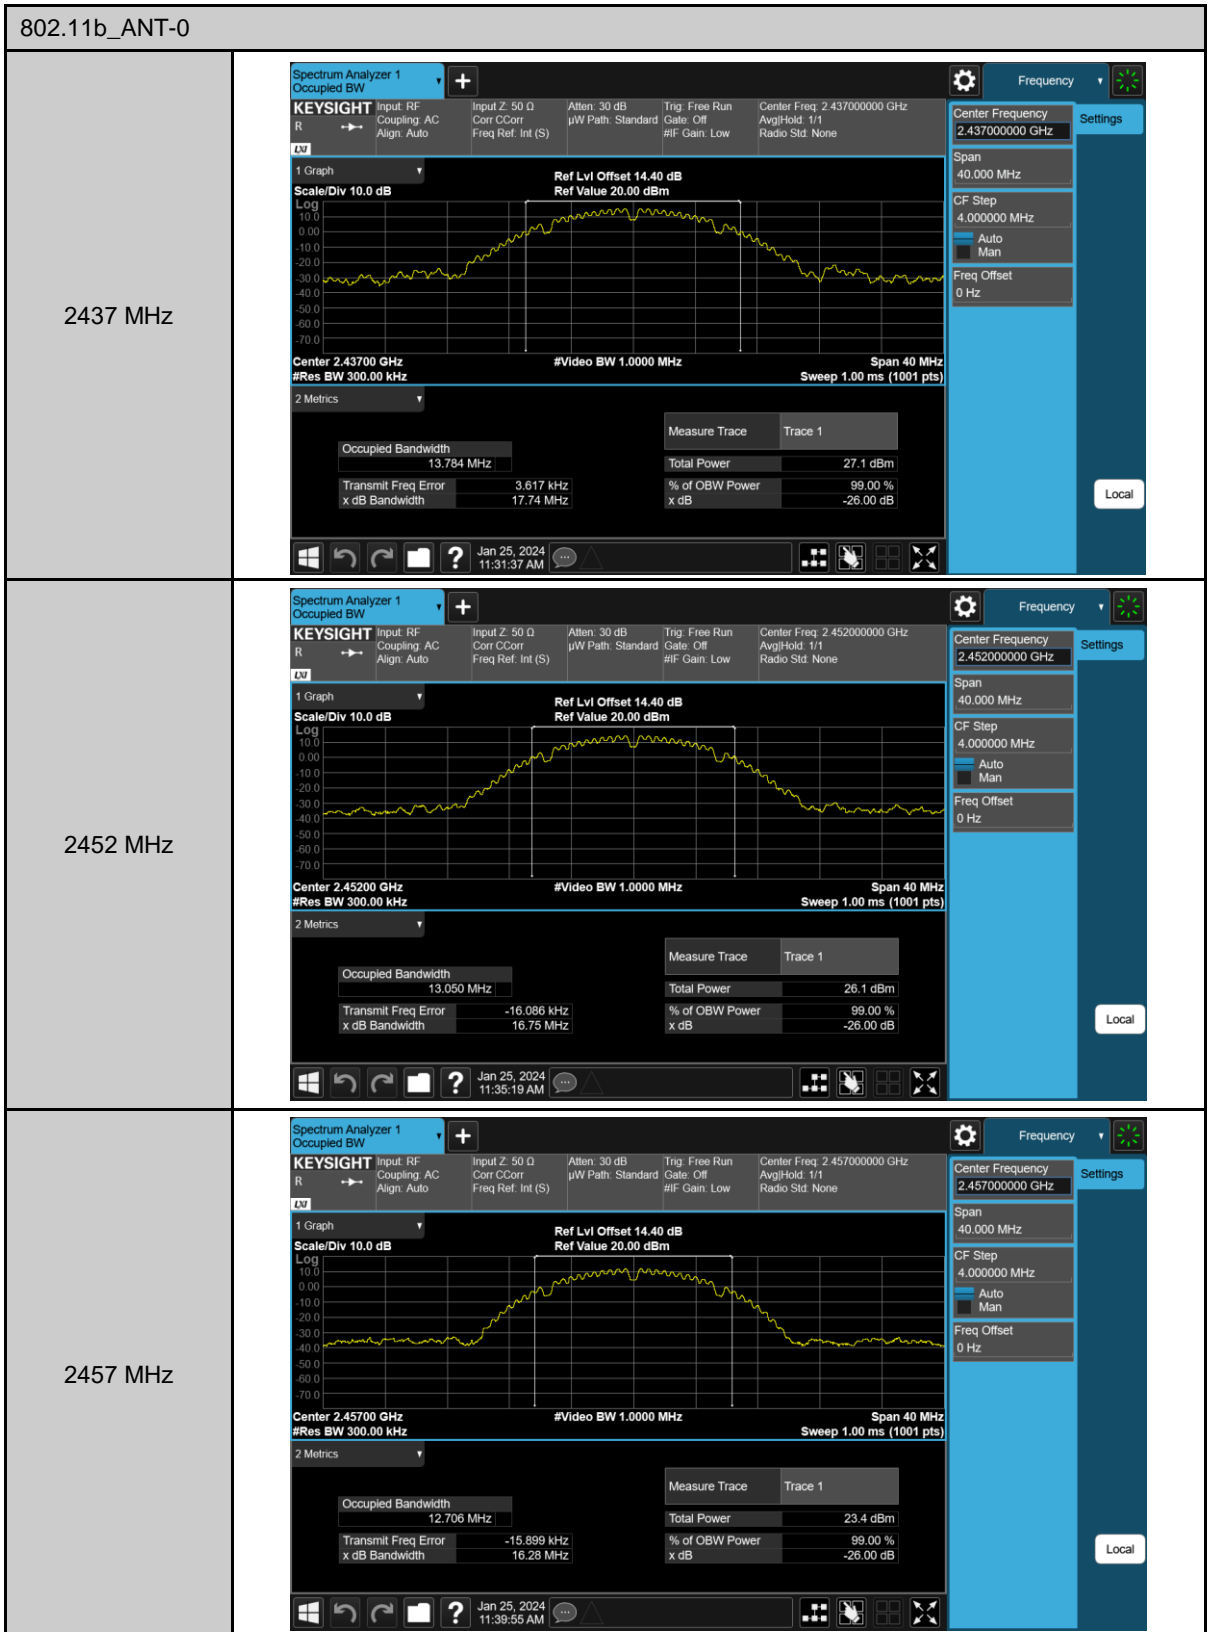 802.11b_ANT-0
2437 MHz
Spectrum Analyzer 1
Occupied BW
Frequency
KEYSIGHT
R
LXI
Input: RF
Coupling: AC
Align: Auto
Input Z: 50 Ω
Corr CCorr
Freq Ref: Int (S)
Atten: 30 dB
µW Path: Standard
Trig: Free Run
Gate: Off
#IF Gain: Low
Center Freq: 2.437000000 GHz
Avg|Hold: 1/1
Radio Std: None
Center Frequency
2.437000000 GHz
Settings
Span
40.000 MHz
CF Step
4.000000 MHz
Auto
Man
Freq Offset
0 Hz
Local
1 Graph
Scale/Div 10.0 dB
Ref Lvl Offset 14.40 dB
Ref Value 20.00 dBm
Log
10.0
0.00
-10.0
-20.0
-30.0
-40.0
-50.0
-60.0
-70.0
Center 2.43700 GHz
#Video BW 1.0000 MHz
Span 40 MHz
#Res BW 300.00 kHz
Sweep 1.00 ms (1001 pts)
2 Metrics
Measure Trace Trace 1
Occupied Bandwidth
13.784 MHz
Total Power 27.1 dBm
Transmit Freq Error 3.617 kHz
% of OBW Power 99.00 %
x dB Bandwidth 17.74 MHz
x dB -26.00 dB
?
Jan 25, 2024
11:31:37 AM
2452 MHz
Spectrum Analyzer 1
Occupied BW
Frequency
KEYSIGHT
R
LXI
Input: RF
Coupling: AC
Align: Auto
Input Z: 50 Ω
Corr CCorr
Freq Ref: Int (S)
Atten: 30 dB
µW Path: Standard
Trig: Free Run
Gate: Off
#IF Gain: Low
Center Freq: 2.452000000 GHz
Avg|Hold: 1/1
Radio Std: None
Center Frequency
2.452000000 GHz
Settings
Span
40.000 MHz
CF Step
4.000000 MHz
Auto
Man
Freq Offset
0 Hz
Local
1 Graph
Scale/Div 10.0 dB
Ref Lvl Offset 14.40 dB
Ref Value 20.00 dBm
Log
10.0
0.00
-10.0
-20.0
-30.0
-40.0
-50.0
-60.0
-70.0
Center 2.45200 GHz
#Video BW 1.0000 MHz
Span 40 MHz
#Res BW 300.00 kHz
Sweep 1.00 ms (1001 pts)
2 Metrics
Measure Trace Trace 1
Occupied Bandwidth
13.050 MHz
Total Power 26.1 dBm
Transmit Freq Error -16.086 kHz
% of OBW Power 99.00 %
x dB Bandwidth 16.75 MHz
x dB -26.00 dB
?
Jan 25, 2024
11:35:19 AM
2457 MHz
Spectrum Analyzer 1
Occupied BW
Frequency
KEYSIGHT
R
LXI
Input: RF
Coupling: AC
Align: Auto
Input Z: 50 Ω
Corr CCorr
Freq Ref: Int (S)
Atten: 30 dB
µW Path: Standard
Trig: Free Run
Gate: Off
#IF Gain: Low
Center Freq: 2.457000000 GHz
Avg|Hold: 1/1
Radio Std: None
Center Frequency
2.457000000 GHz
Settings
Span
40.000 MHz
CF Step
4.000000 MHz
Auto
Man
Freq Offset
0 Hz
Local
1 Graph
Scale/Div 10.0 dB
Ref Lvl Offset 14.40 dB
Ref Value 20.00 dBm
Log
10.0
0.00
-10.0
-20.0
-30.0
-40.0
-50.0
-60.0
-70.0
Center 2.45700 GHz
#Video BW 1.0000 MHz
Span 40 MHz
#Res BW 300.00 kHz
Sweep 1.00 ms (1001 pts)
2 Metrics
Measure Trace Trace 1
Occupied Bandwidth
12.706 MHz
Total Power 23.4 dBm
Transmit Freq Error -15.899 kHz
% of OBW Power 99.00 %
x dB Bandwidth 16.28 MHz
x dB -26.00 dB
?
Jan 25, 2024
11:39:55 AM